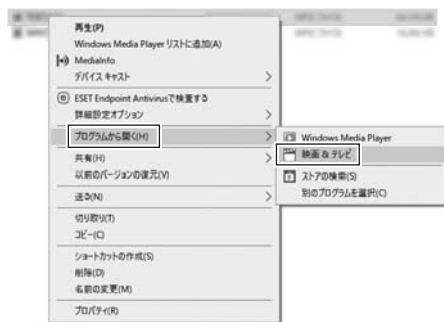 再生(P)
Windows Media Player リストに追加(A)
MediaInfo
デバイス キャスト
ESET Endpoint Antivirusで検査する
詳細設定オプション
プログラムから開く(H)
共有(H)
以前のバージョンの復元(V)
送る(N)
切り取り(T)
コピー(C)
ショートカットの作成(S)
削除(D)
名前の変更(M)
プロパティ(R)
Windows Media Player
映画 & テレビ
ストアの検索(S)
別のプログラムを選択(C)